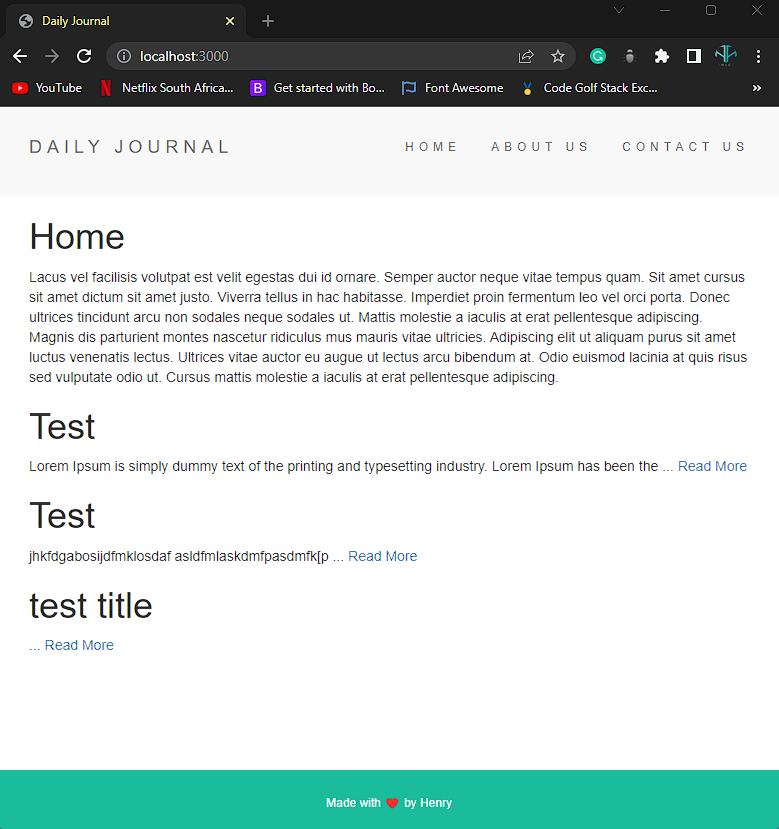 Daily Journal
localhost:3000
YouTube
Netflix South Africa...
Get started with Bo...
Font Awesome
Code Golf Stack Exc...
DAILY JOURNAL
HOME
ABOUT US
CONTACT US
Home
Lacus vel facilisis volutpat est velit egestas dui id ornare. Semper auctor neque vitae tempus quam. Sit amet cursus
sit amet dictum sit amet justo. Viverra tellus in hac habitasse. Imperdiet proin fermentum leo vel orci porta. Donec
ultrices tincidunt arcu non sodales neque sodales ut. Mattis molestie a iaculis at erat pellentesque adipiscing.
Magnis dis parturient montes nascetur ridiculus mus mauris vitae ultricies. Adipiscing elit ut aliquam purus sit amet
luctus venenatis lectus. Ultrices vitae auctor eu augue ut lectus arcu bibendum at. Odio euismod lacinia at quis risus
sed vulputate odio ut. Cursus mattis molestie a iaculis at erat pellentesque adipiscing.
Test
Lorem Ipsum is simply dummy text of the printing and typesetting industry. Lorem Ipsum has been the ... Read More
Test
jhkfdgabosijdfmklosdaf asldfmlaskdmfpasdmfk[p ... Read More
test title
... Read More
Made with ❤️ by Henry